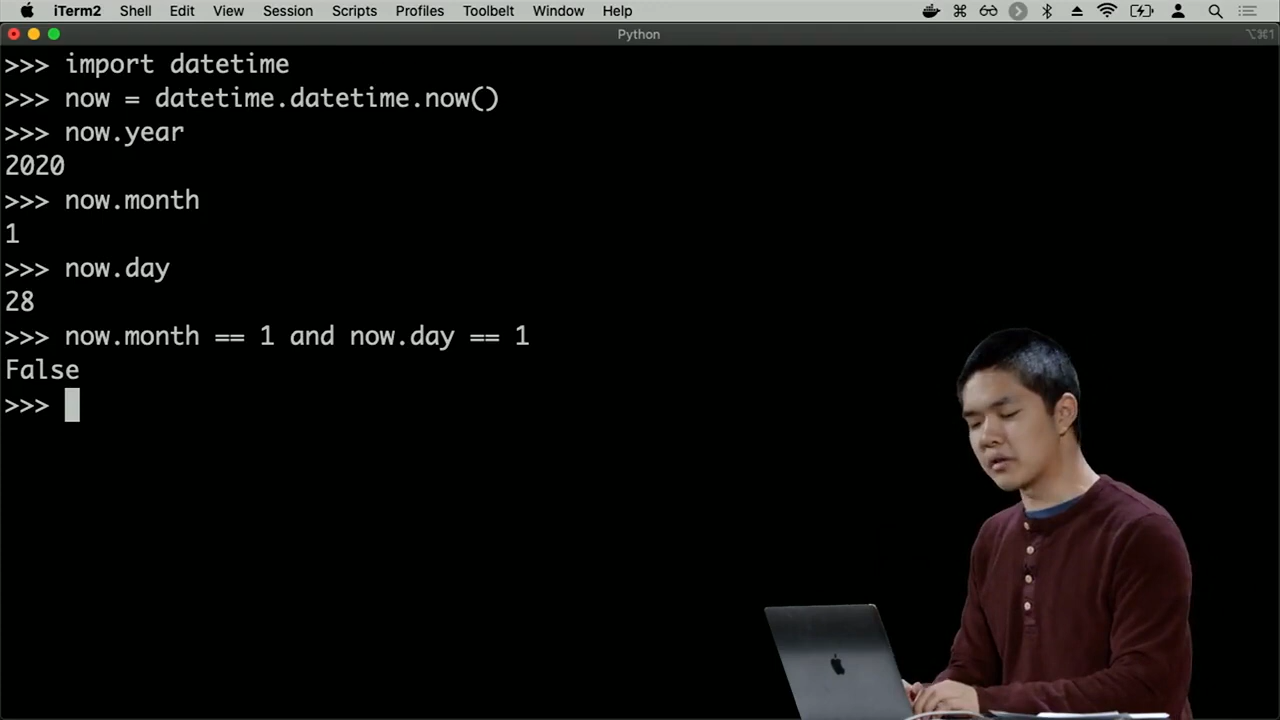 iTerm2 Shell Edit View Session Scripts Profiles Toolbelt Window Help
Python
⌥⌘1
>>> import datetime
>>> now = datetime.datetime.now()
>>> now.year
2020
>>> now.month
1
>>> now.day
28
>>> now.month == 1 and now.day == 1
False
>>>